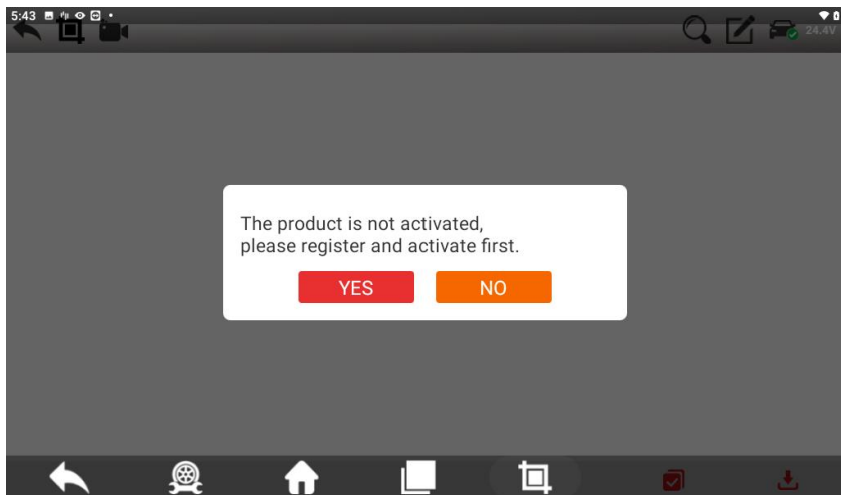 5:43
24.4V
The product is not activated,
please register and activate first.
YES
NO